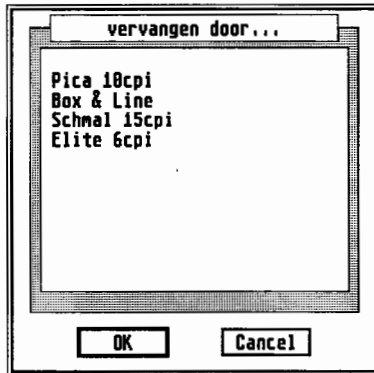 vervangen door...
Pica 10cpi
Box & Line
Schmal 15cpi
Elite 6cpi
OK
Cancel